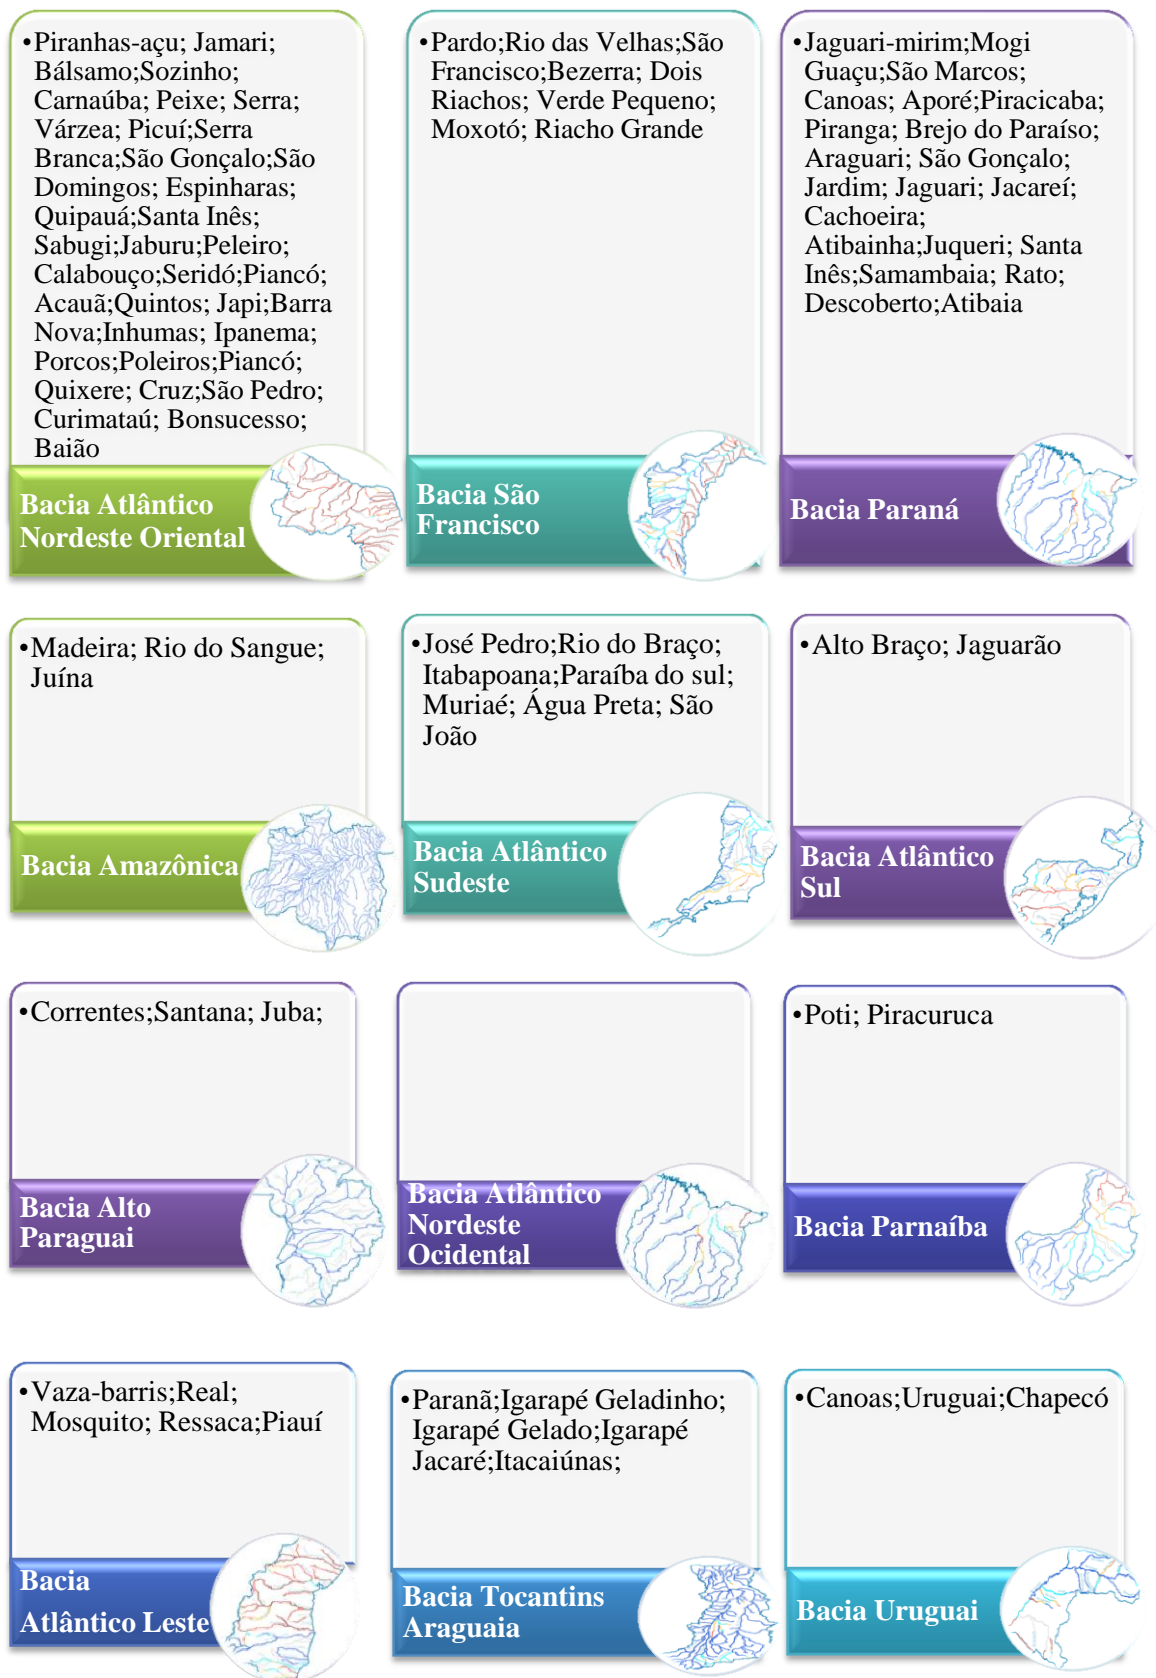 •Piranhas-açu; Jamari;
Bálsamo;Sozinho;
Carnaúba; Peixe; Serra;
Várzea; Picuí;Serra
Branca;São Gonçalo;São
Domingos; Espinharas;
Quipauá;Santa Inês;
Sabugi;Jaburu;Peleiro;
Calabouço;Seridó;Piancó;
Acauã;Quintos; Japi;Barra
Nova;Inhumas; Ipanema;
Porcos;Poleiros;Piancó;
Quixere; Cruz;São Pedro;
Curimataú; Bonsucesso;
Baião
Bacia Atlântico
Nordeste Oriental
•Pardo;Rio das Velhas;São
Francisco;Bezerra; Dois
Riachos; Verde Pequeno;
Moxotó; Riacho Grande
Bacia São
Francisco
•Jaguari-mirim;Mogi
Guaçu;São Marcos;
Canoas; Aporé;Piracicaba;
Piranga; Brejo do Paraíso;
Araguari; São Gonçalo;
Jardim; Jaguari; Jacareí;
Cachoeira;
Atibainha;Juqueri; Santa
Inês;Samambaia; Rato;
Descoberto;Atibaia
Bacia Paraná
•Madeira; Rio do Sangue;
Juína
Bacia Amazônica
•José Pedro;Rio do Braço;
Itabapoana;Paraíba do sul;
Muriaé; Água Preta; São
João
Bacia Atlântico
Sudeste
•Alto Braço; Jaguarão
Bacia Atlântico
Sul
•Correntes;Santana; Juba;
Bacia Alto
Paraguai
Bacia Atlântico
Nordeste
Ocidental
•Poti; Piracuruca
Bacia Parnaíba
•Vaza-barris;Real;
Mosquito; Ressaca;Piauí
Bacia
Atlântico Leste
•Paranã;Igarapé Geladinho;
Igarapé Gelado;Igarapé
Jacaré;Itacaiúnas;
Bacia Tocantins
Araguaia
•Canoas;Uruguai;Chapecó
Bacia Uruguai